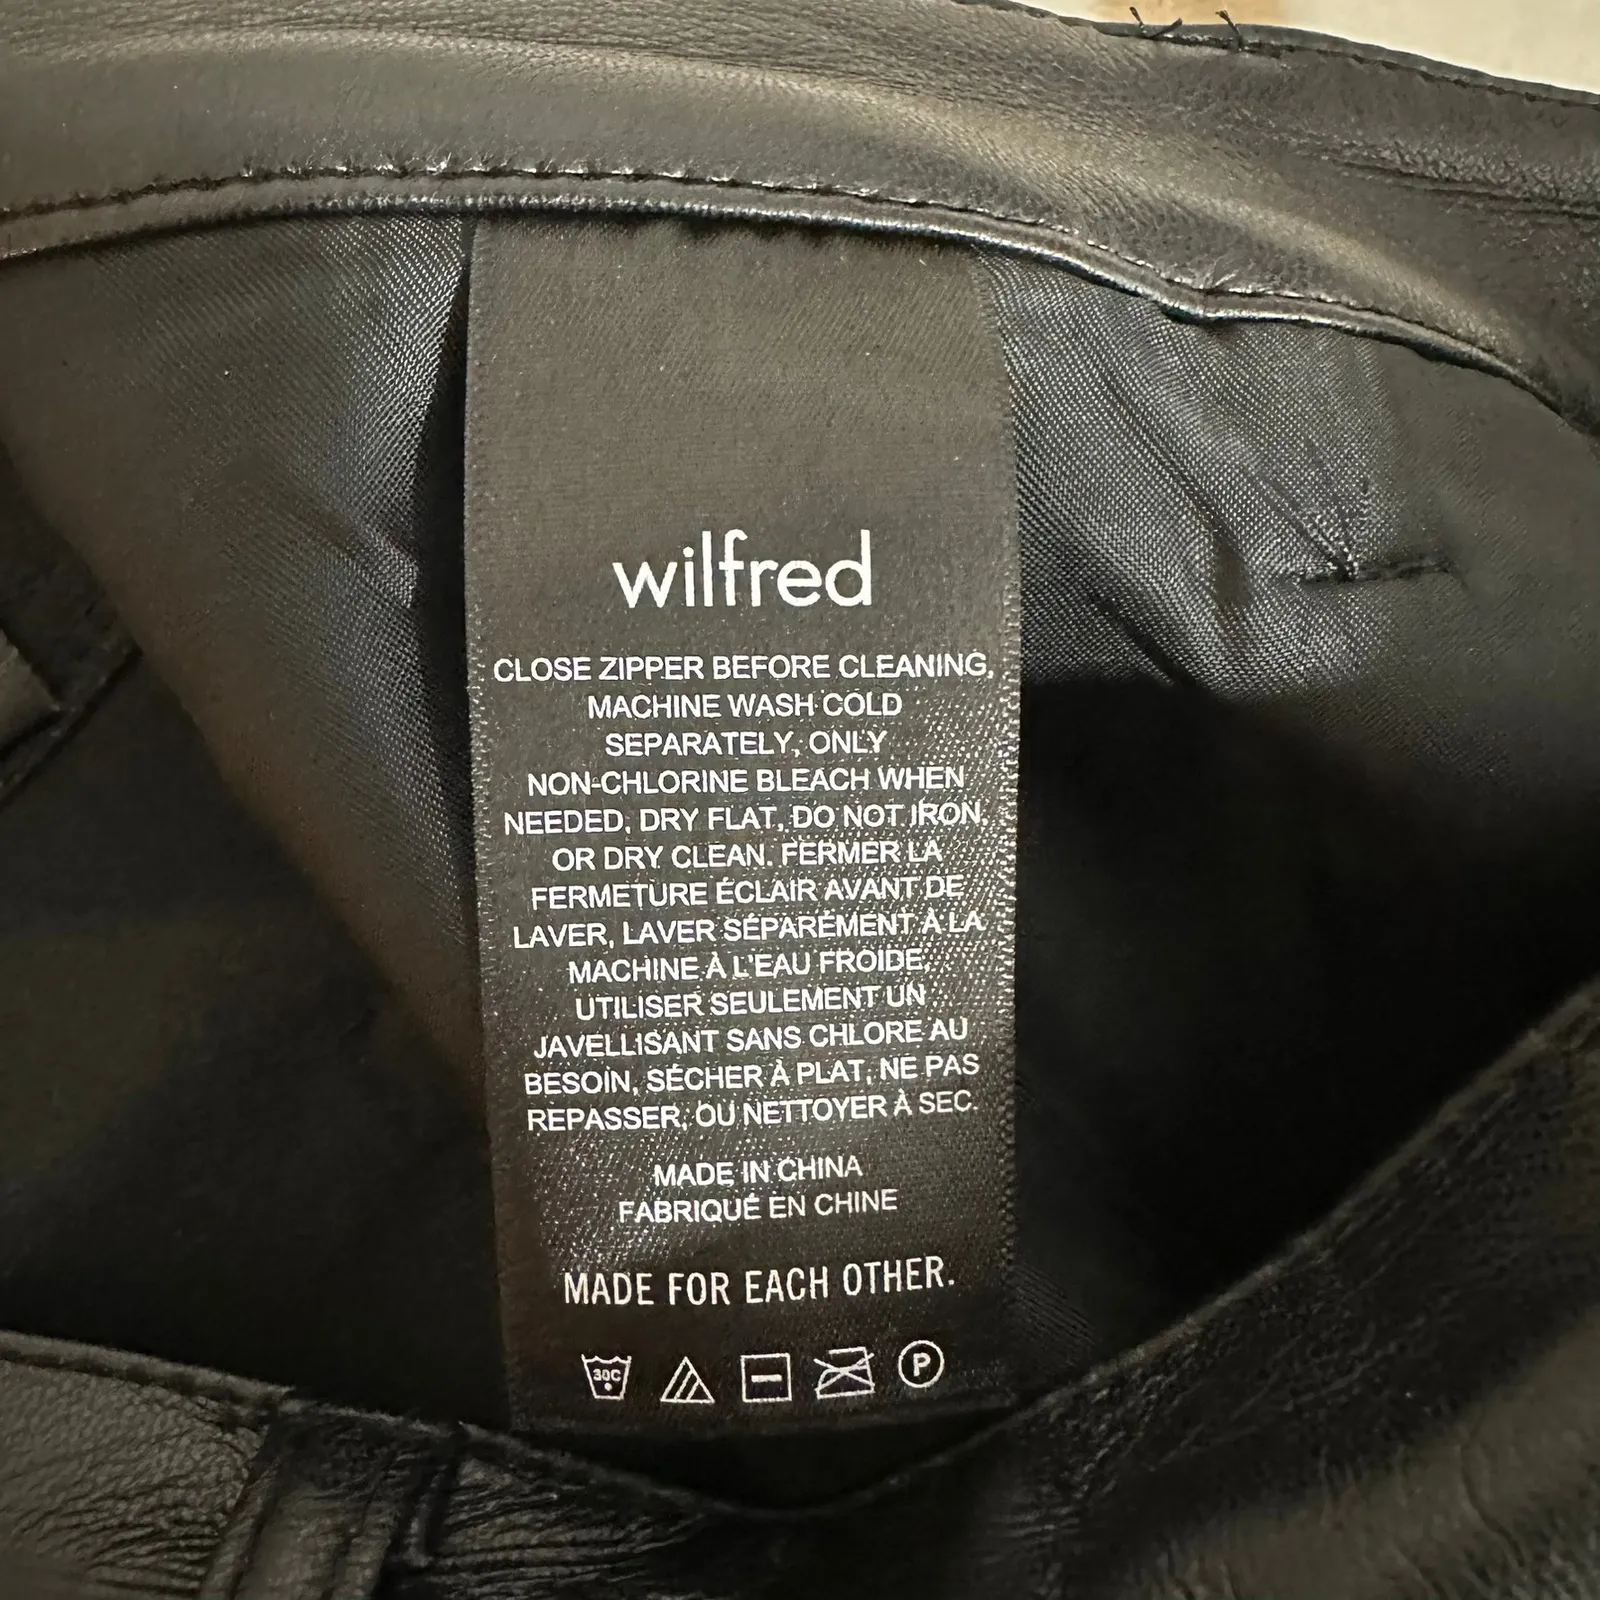 wilfred
CLOSE ZIPPER BEFORE CLEANING,
MACHINE WASH COLD
SEPARATELY, ONLY
NON-CHLORINE BLEACH WHEN
NEEDED, DRY FLAT, DO NOT IRON,
OR DRY CLEAN. FERMER LA
FERMETURE ÉCLAIR AVANT DE
LAVER, LAVER SÉPARÉMENT À LA
MACHINE À L'EAU FROIDE,
UTILISER SEULEMENT UN
JAVELLISANT SANS CHLORE AU
BESOIN, SÉCHER À PLAT, NE PAS
REPASSER, OU NETTOYER À SEC.
MADE IN CHINA
FABRIQUÉ EN CHINE
MADE FOR EACH OTHER.
30C P